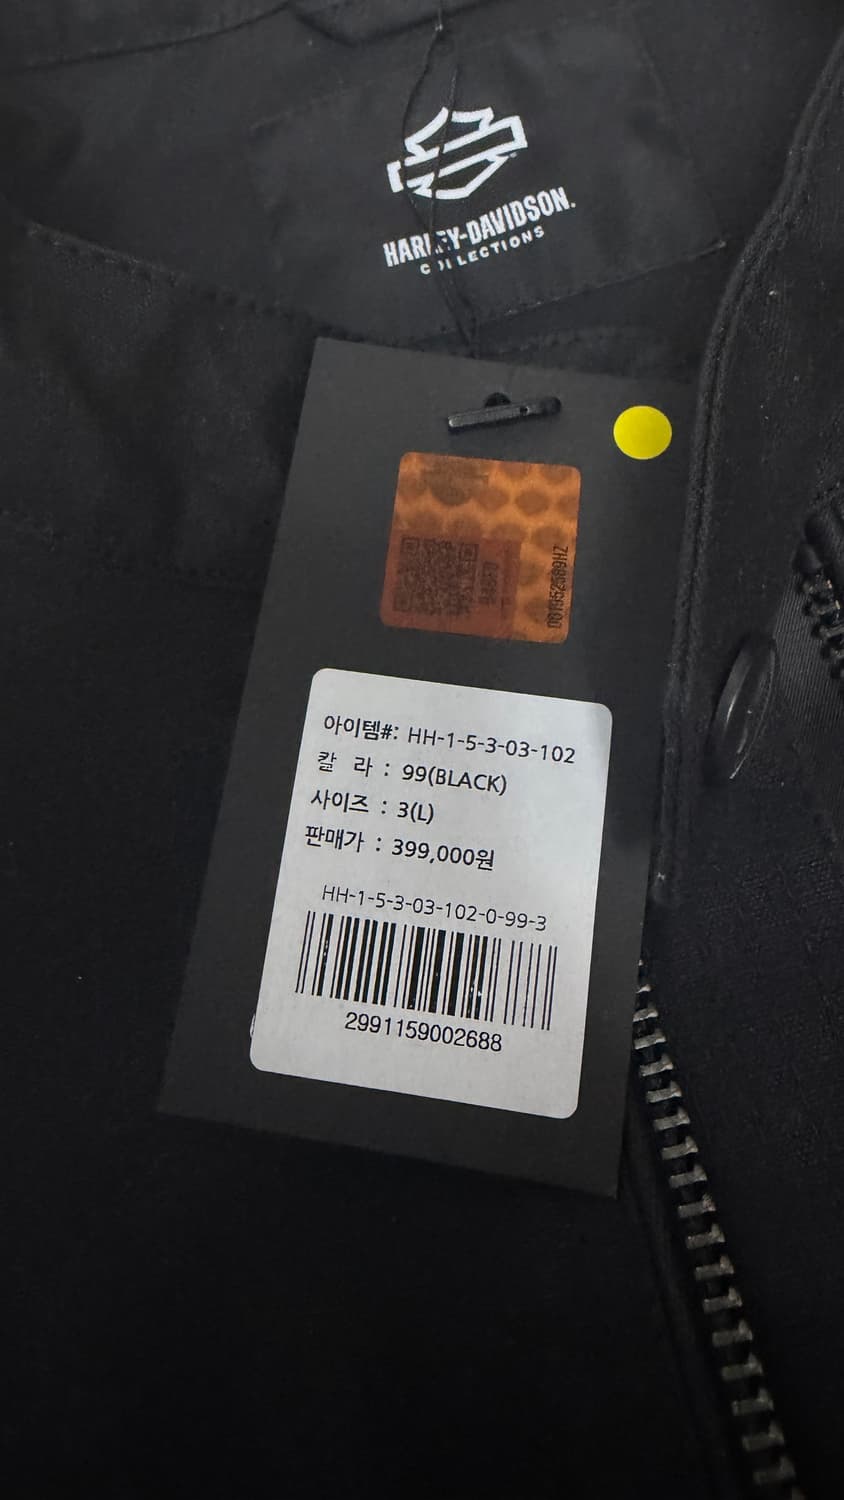 HARLEY-DAVIDSON.
COLLECTIONS
아이템#: HH-1-5-3-03-102
칼 라 : 99(BLACK)
사이즈 : 3(L)
판매가 : 399,000원
HH-1-5-3-03-102-0-99-3
2991159002688